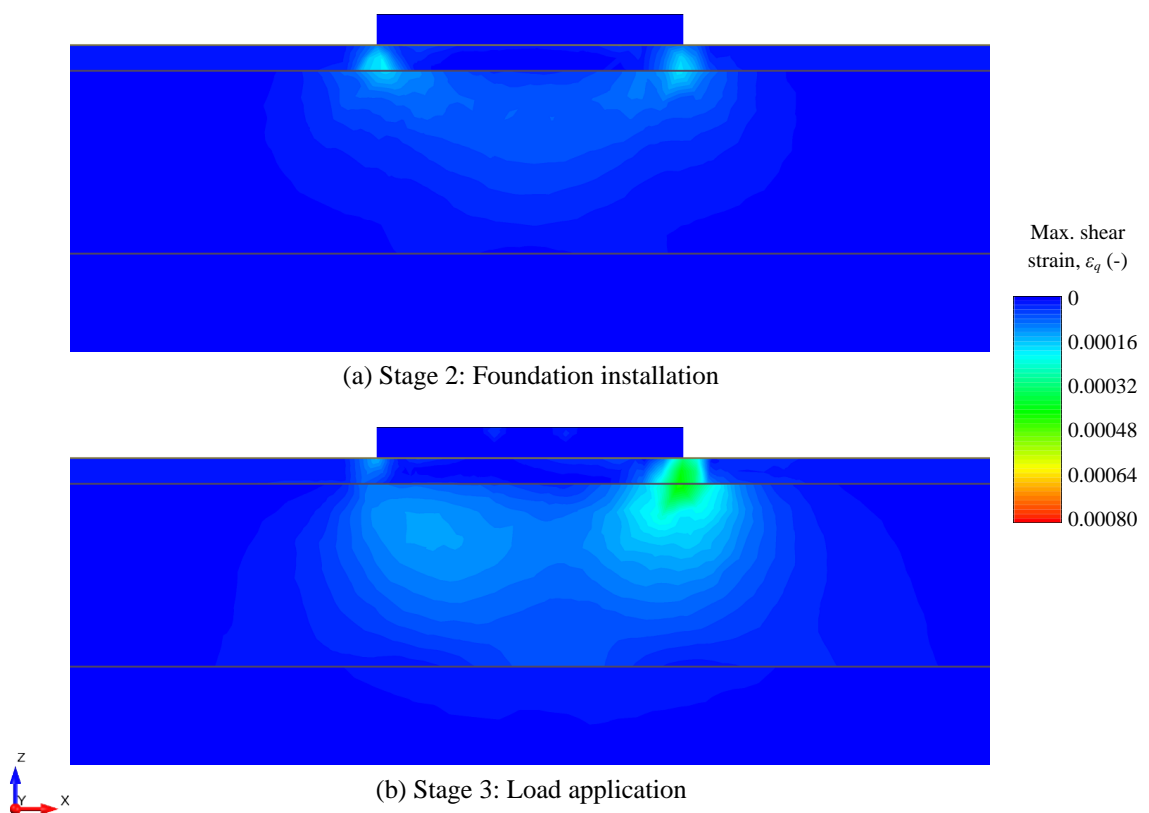 (a) Stage 2: Foundation installation
Max. shear
strain, εq (-)
0
0.00016
0.00032
0.00048
0.00064
0.00080
(b) Stage 3: Load application
Z
Y
X